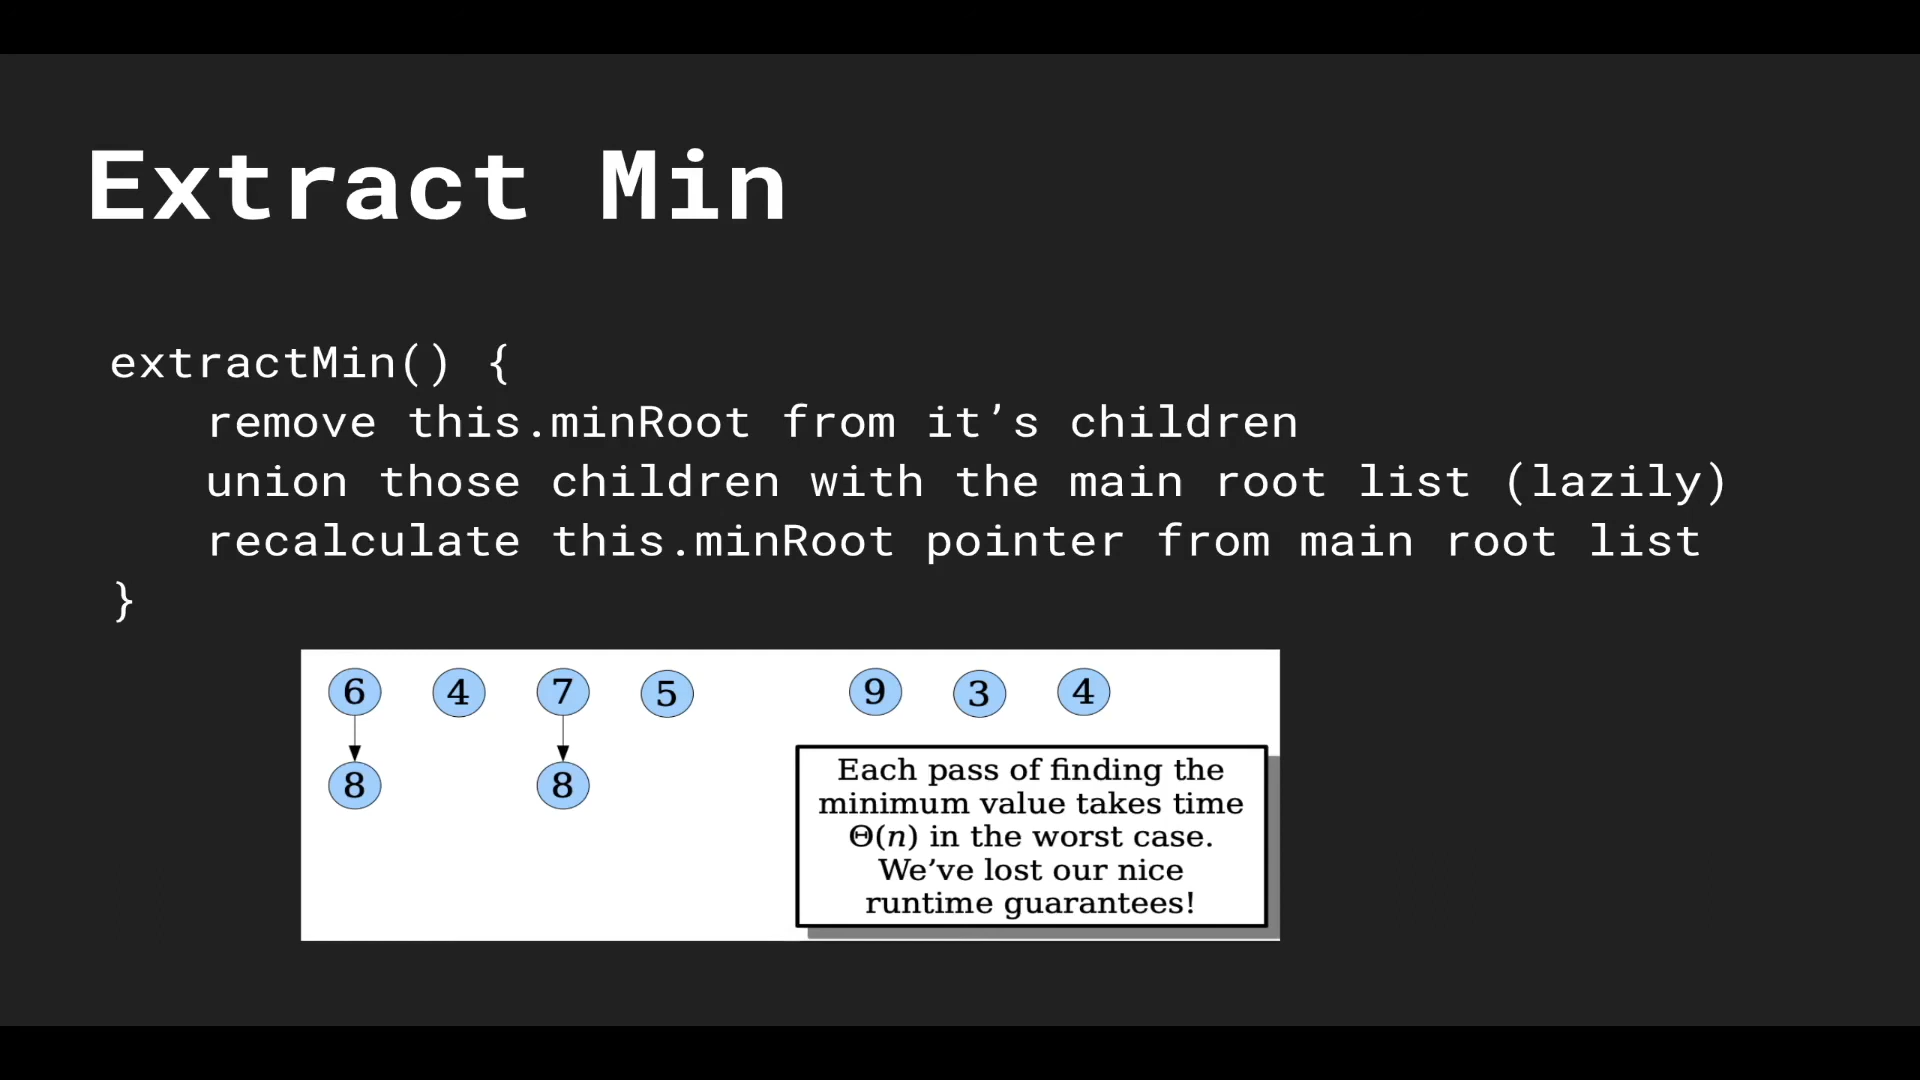 Extract Min
extractMin() {
remove this.minRoot from it’s children
union those children with the main root list (lazily)
recalculate this.minRoot pointer from main root list
}
6 4 7 5 9 3 4
8 8
Each pass of finding the
minimum value takes time
Θ(n) in the worst case.
We’ve lost our nice
runtime guarantees!